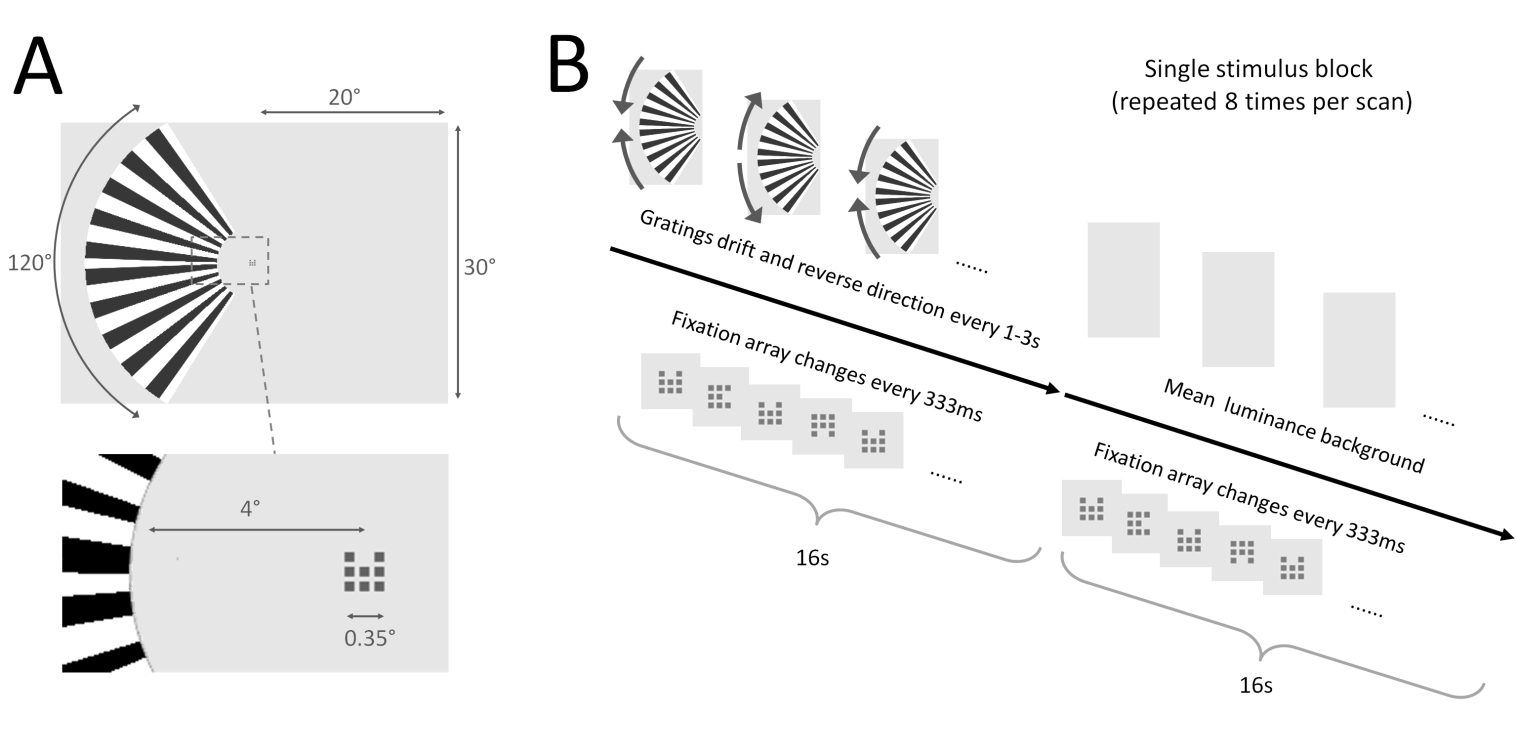 A
20°
120°
30°
4°
0.35°
B
Single stimulus block
(repeated 8 times per scan)
Gratings drift and reverse direction every 1-3s
......
Fixation array changes every 333ms
......
16s
Mean luminance background
......
Fixation array changes every 333ms
......
16s